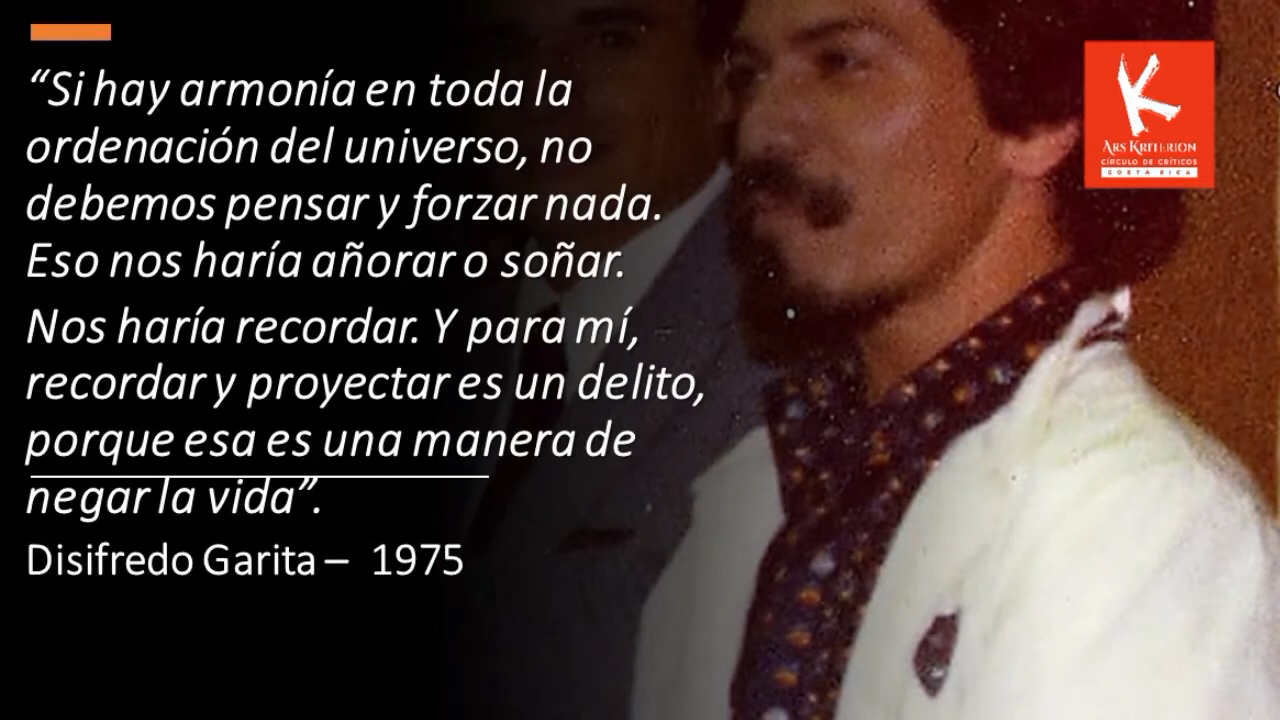 “Si hay armonía en toda la
ordenación del universo, no
debemos pensar y forzar nada.
Eso nos haría añorar o soñar.
Nos haría recordar. Y para mí,
recordar y proyectar es un delito,
porque esa es una manera de
negar la vida”.
Disifredo Garita – 1975
K
ARS KRITERION
CÍRCULO DE CRÍTICOS
COSTA RICA